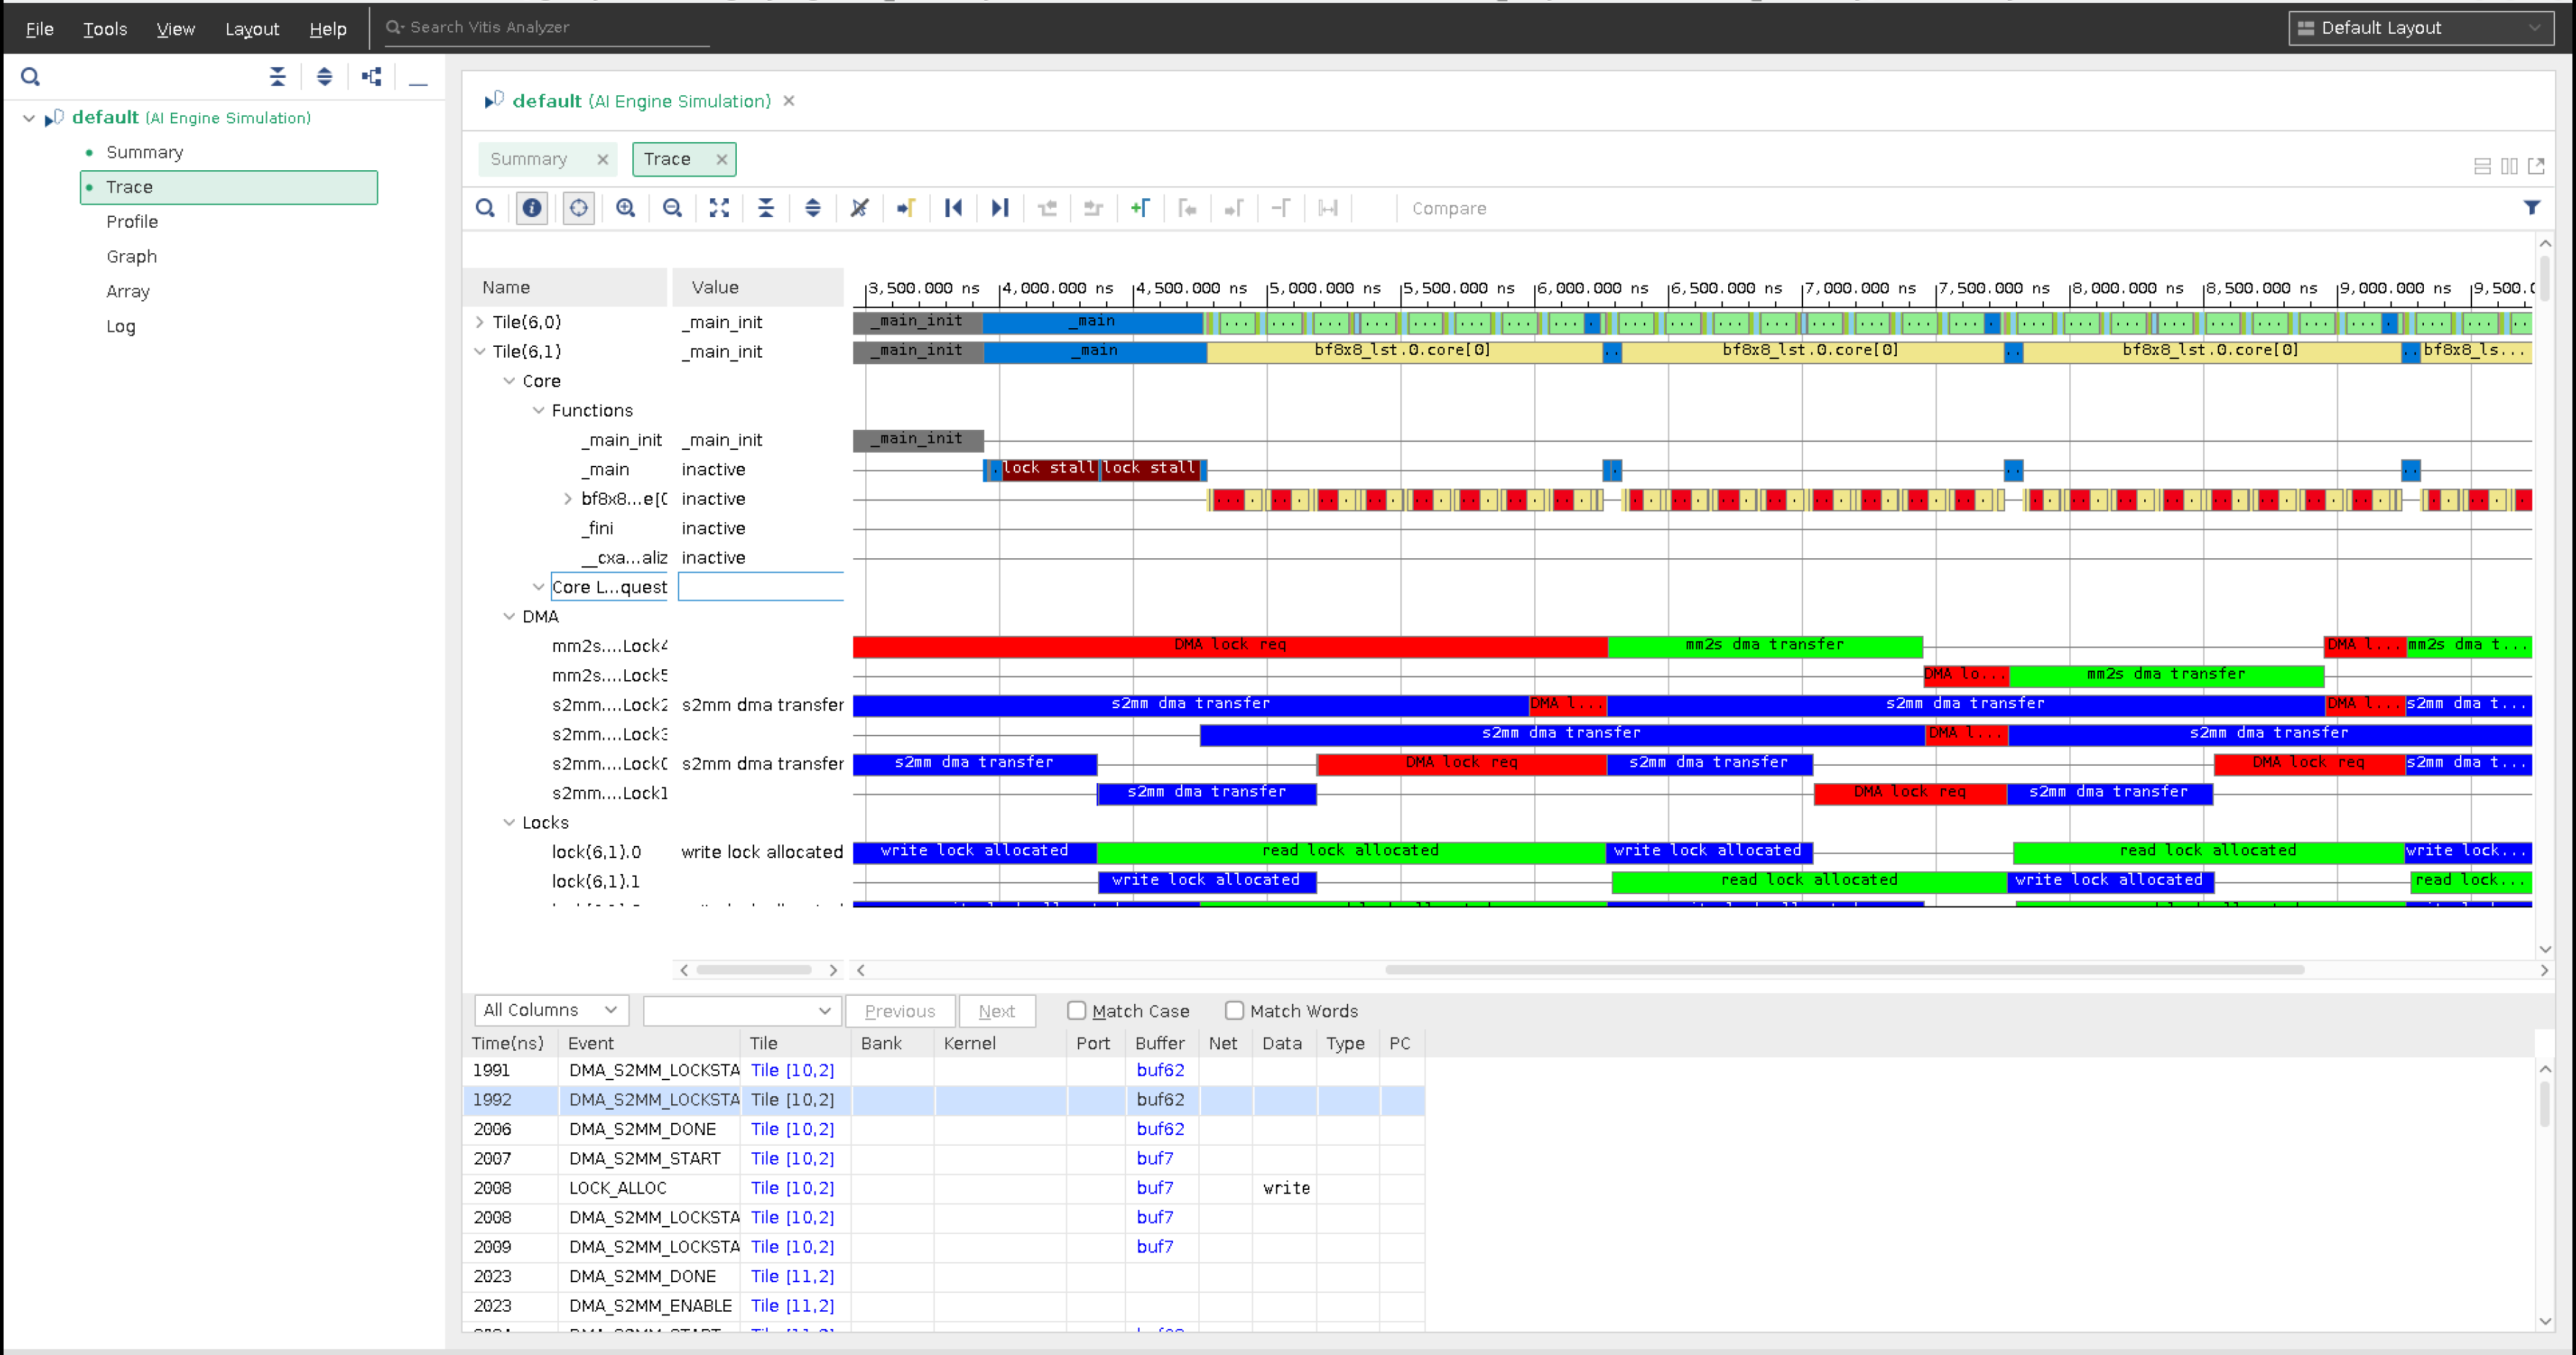 File Tools View Layout Help Search Vitis Analyzer Default Layout
default (AI Engine Simulation)
Summary
Trace
Profile
Graph
Array
Log
default (AI Engine Simulation)
Summary Trace
Compare
Name Value 3,500.000 ns 4,000.000 ns 4,500.000 ns 5,000.000 ns 5,500.000 ns 6,000.000 ns 6,500.000 ns 7,000.000 ns 7,500.000 ns 8,000.000 ns 8,500.000 ns 9,000.000 ns 9,500.0
Tile(6,0) _main_init _main_init _main
Tile(6,1) _main_init _main_init _main bf8x8_lst.0.core[0] bf8x8_lst.0.core[0] bf8x8_lst.0.core[0] bf8x8_ls...
Core
Functions
_main_init _main_init _main_init
_main inactive lock stall lock stall
bf8x8...e[0 inactive
_fini inactive
__cxa...aliz inactive
Core L...quest
DMA
mm2s....Lock4 DMA lock req mm2s dma transfer DMA l... mm2s dma t...
mm2s....Lock5 DMA lo... mm2s dma transfer
s2mm....Lock2 s2mm dma transfer s2mm dma transfer DMA l... s2mm dma transfer DMA l... s2mm dma t...
s2mm....Lock3 s2mm dma transfer DMA l... s2mm dma transfer
s2mm....Lock0 s2mm dma transfer s2mm dma transfer DMA lock req s2mm dma transfer DMA lock req s2mm dma t...
s2mm....Lock1 s2mm dma transfer DMA lock req s2mm dma transfer
Locks
lock(6,1).0 write lock allocated write lock allocated read lock allocated write lock allocated read lock allocated write lock...
lock(6,1).1 write lock allocated read lock allocated write lock allocated read lock...
All Columns Previous Next Match Case Match Words
Time(ns) Event Tile Bank Kernel Port Buffer Net Data Type PC
1991 DMA_S2MM_LOCKSTA Tile [10,2] buf62
1992 DMA_S2MM_LOCKSTA Tile [10,2] buf62
2006 DMA_S2MM_DONE Tile [10,2] buf62
2007 DMA_S2MM_START Tile [10,2] buf7
2008 LOCK_ALLOC Tile [10,2] buf7 write
2008 DMA_S2MM_LOCKSTA Tile [10,2] buf7
2009 DMA_S2MM_LOCKSTA Tile [10,2] buf7
2023 DMA_S2MM_DONE Tile [11,2]
2023 DMA_S2MM_ENABLE Tile [11,2]